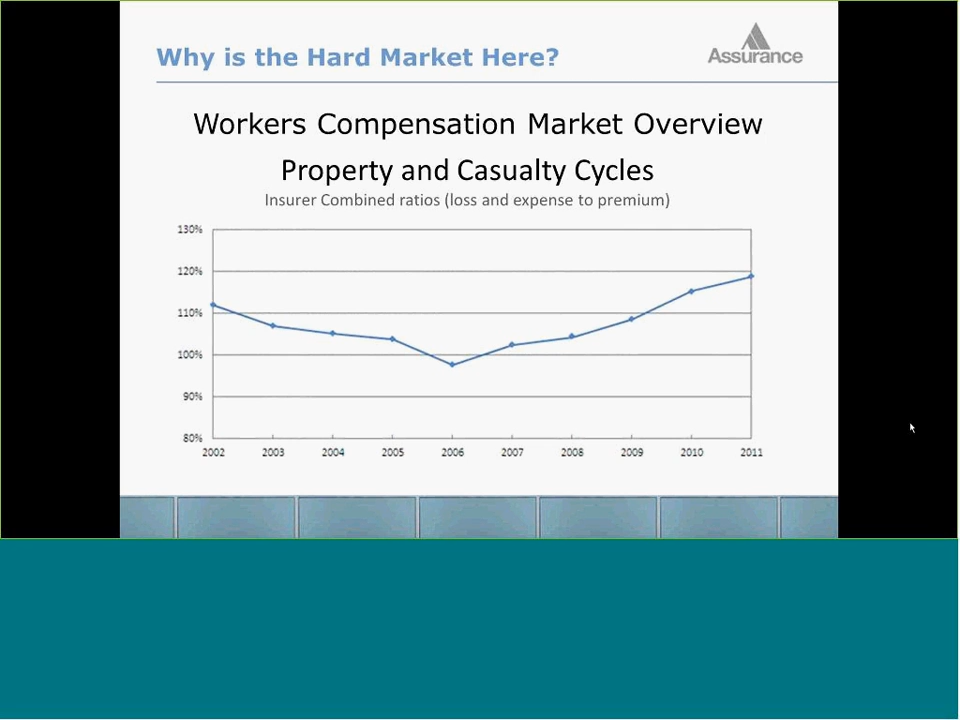 Why is the Hard Market Here?
Assurance
Workers Compensation Market Overview
Property and Casualty Cycles
Insurer Combined ratios (loss and expense to premium)
130%
120%
110%
100%
90%
80%
2002 2003 2004 2005 2006 2007 2008 2009 2010 2011